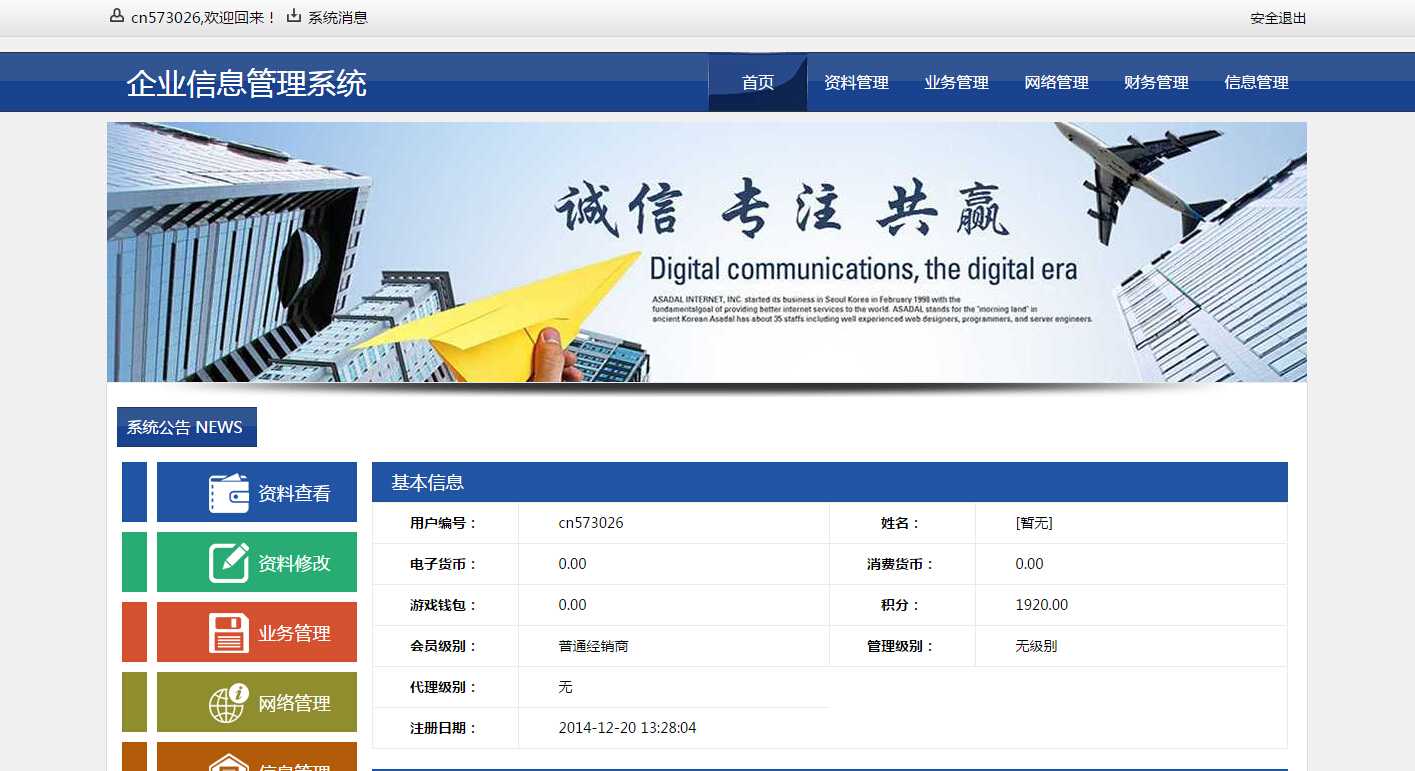 cn573026,欢迎回来！ 系统消息 安全退出
企业信息管理系统 首页 资料管理 业务管理 网络管理 财务管理 信息管理
诚信 专注 共赢
Digital communications, the digital era
ASADAL INTERNET, INC. started ds business in Seoul Korea in February 1998 with the
fundamentalgoal of providing better internet services to the world. ASADAL stands for the "morning land" in
ancient Korean Asadal has about 35 staffs including well experienced web designers, programmers, and server engineers.
系统公告 NEWS
资料查看
资料修改
业务管理
网络管理
信息管理
基本信息
用户编号： cn573026 姓名： [暂无]
电子货币： 0.00 消费货币： 0.00
游戏钱包： 0.00 积分： 1920.00
会员级别： 普通经销商 管理级别： 无级别
代理级别： 无
注册日期： 2014-12-20 13:28:04